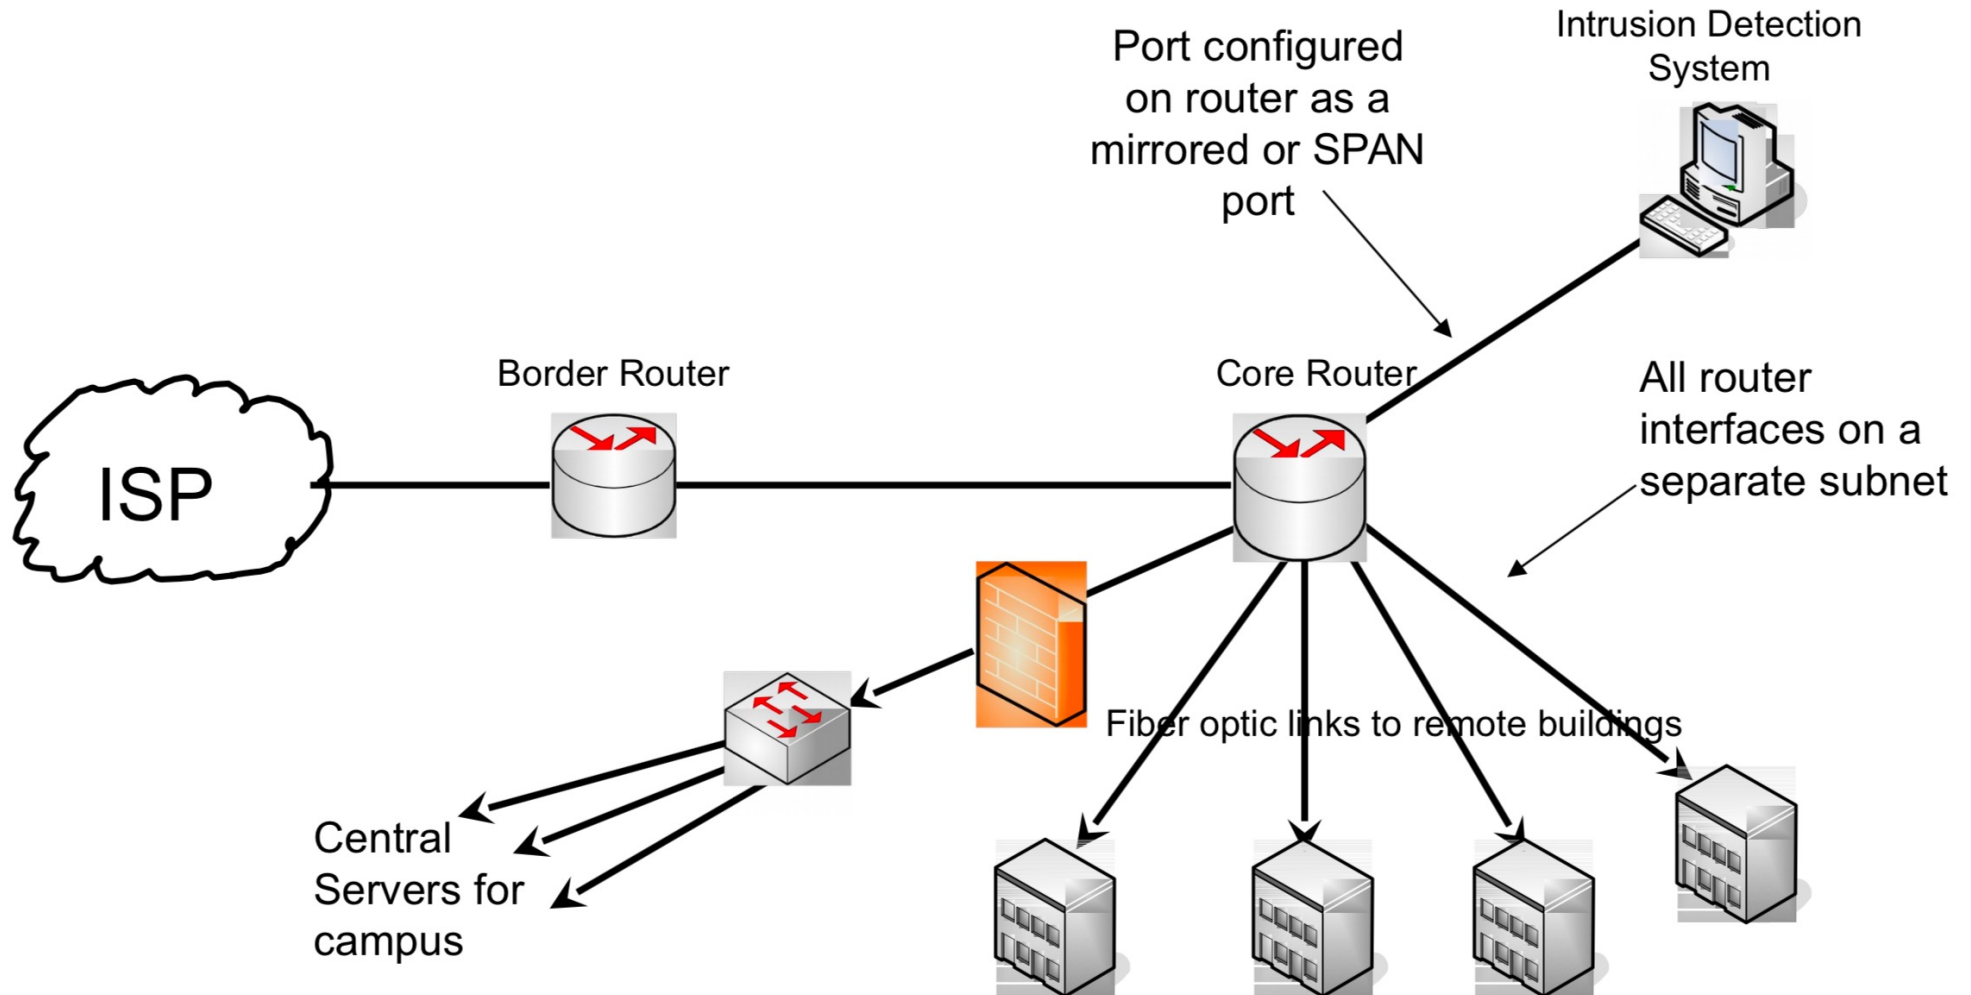 Intrusion Detection
System
Port configured
on router as a
mirrored or SPAN
port
Border Router
Core Router
All router
interfaces on a
separate subnet
ISP
Fiber optic links to remote buildings
Central
Servers for
campus